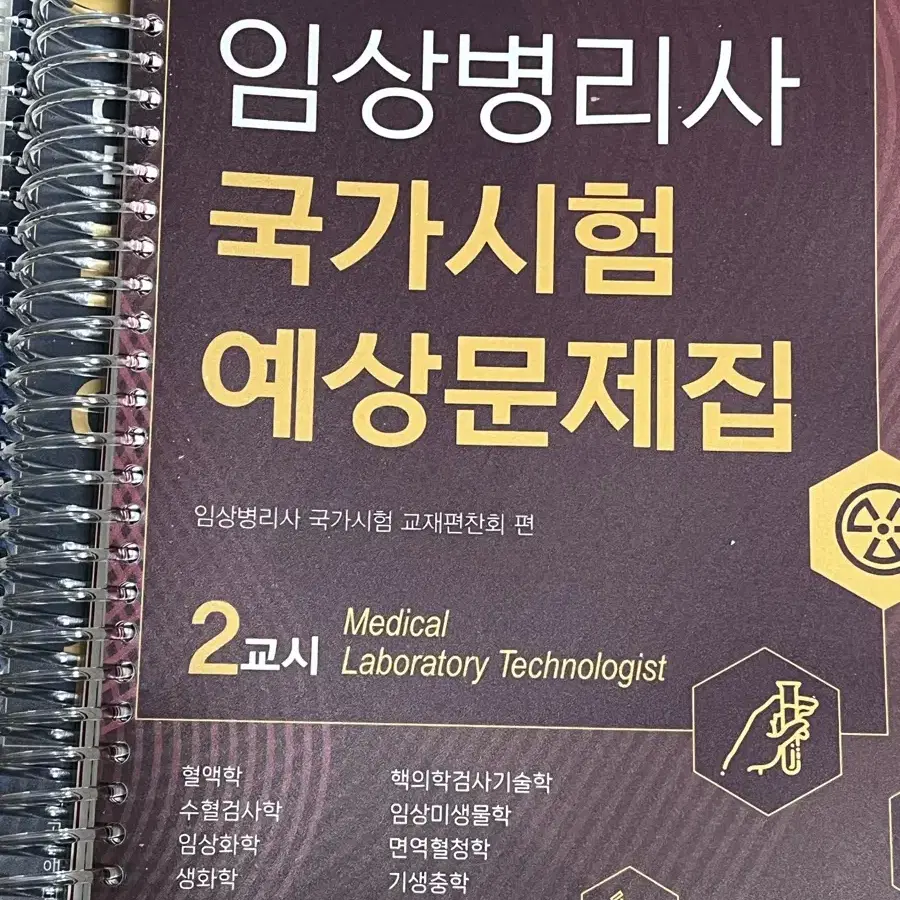 임상병리사
국가시험
예상문제집
임상병리사 국가시험 교재편찬회 편
2교시
Medical
Laboratory Technologist
혈액학
수혈검사학
임상화학
생화학
핵의학검사기술학
임상미생물학
면역혈청학
기생충학